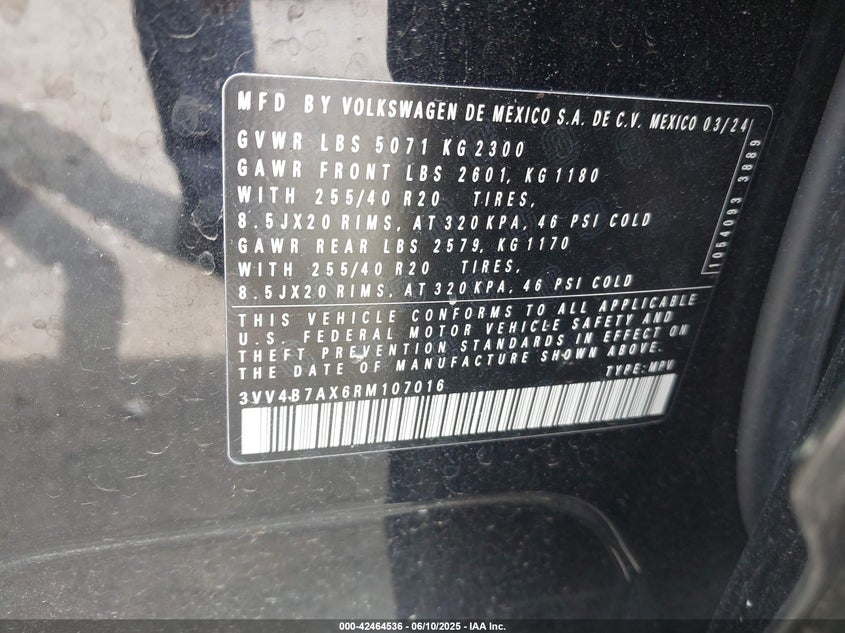 MFD BY VOLKSWAGEN DE MEXICO S.A. DE C.V. MEXICO 03/24
GVWR LBS 5071 KG 2300
GAWR FRONT LBS 2601, KG 1180
WITH 255/40 R20 TIRES,
8.5JX20 RIMS, AT 320 KPA, 46 PSI COLD
GAWR REAR LBS 2579, KG 1170
WITH 255/40 R20 TIRES,
8.5JX20 RIMS, AT 320 KPA, 46 PSI COLD
1054093 3889
THIS VEHICLE CONFORMS TO ALL APPLICABLE
U.S. FEDERAL MOTOR VEHICLE SAFETY AND
THEFT PREVENTION STANDARDS IN EFFECT ON
THE DATE OF MANUFACTURE SHOWN ABOVE.
TYPE: MPV
3VV4B7AX6RM107016
000-42464536 - 06/10/2025 - IAA Inc.